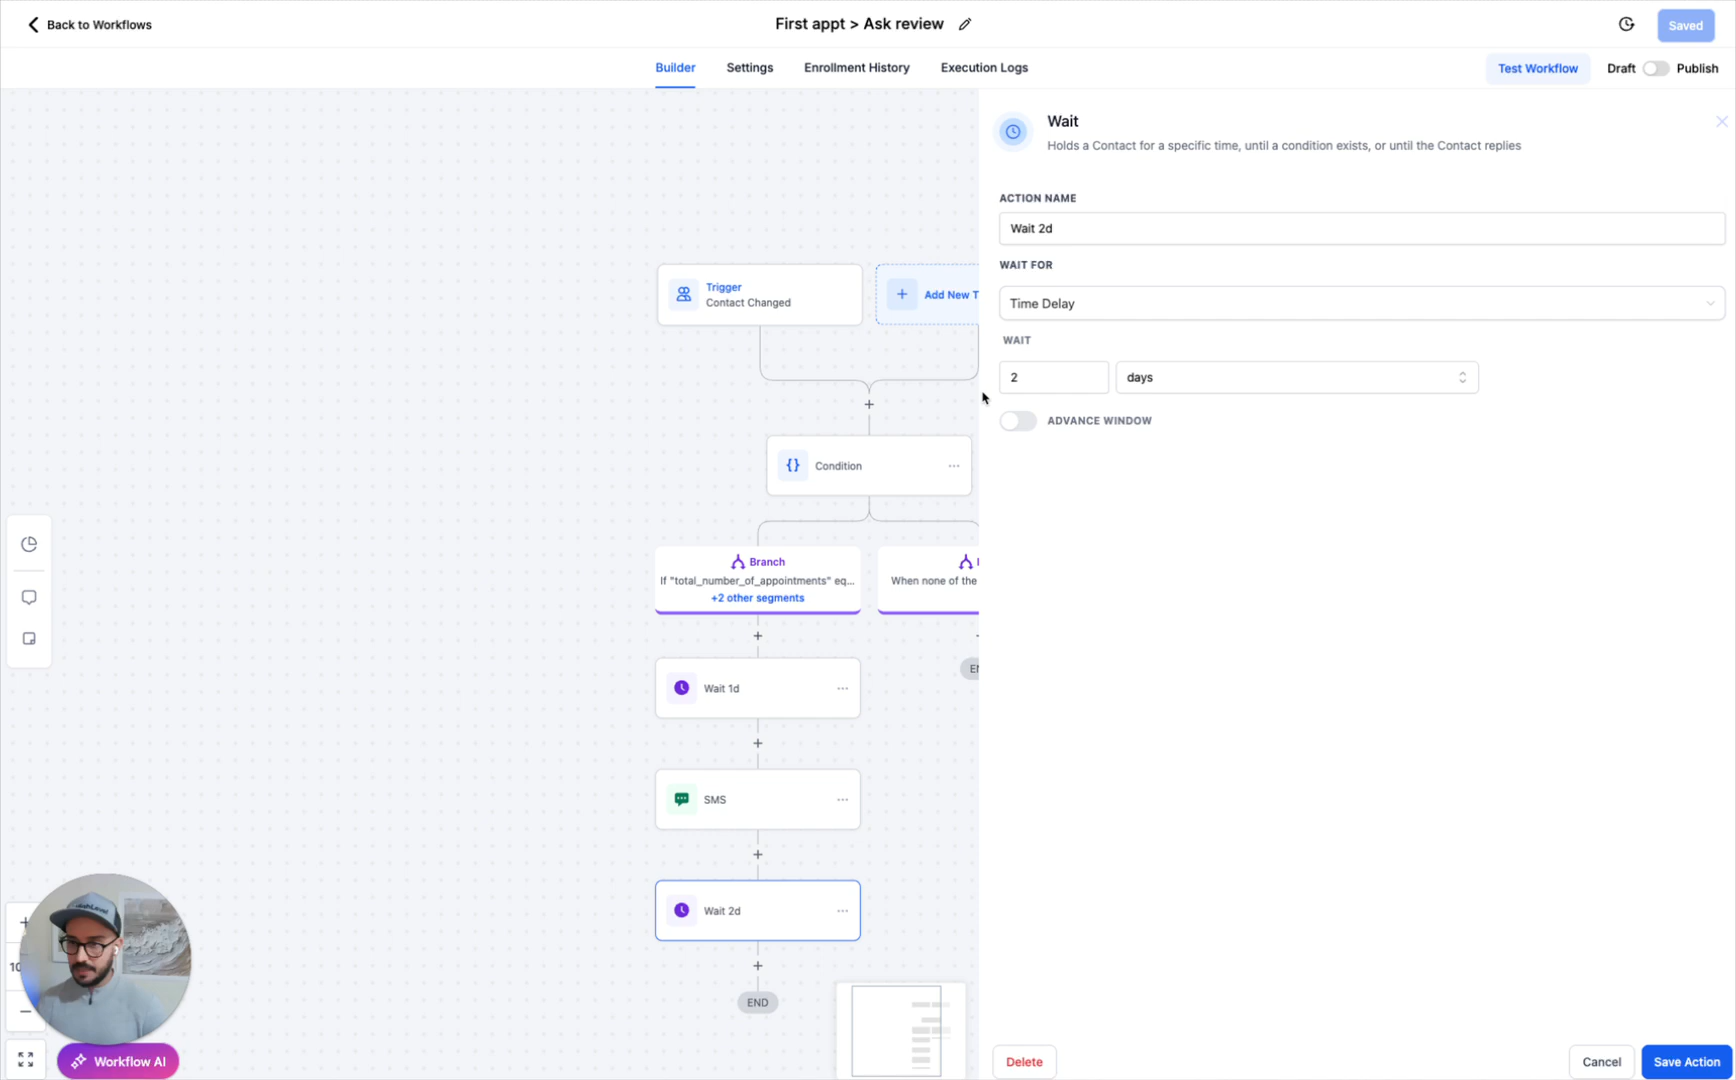 Back to Workflows
First appt > Ask review
Saved
Builder
Settings
Enrollment History
Execution Logs
Test Workflow
Draft
Publish
Wait
Holds a Contact for a specific time, until a condition exists, or until the Contact replies
ACTION NAME
Wait 2d
WAIT FOR
Time Delay
WAIT
2
days
ADVANCE WINDOW
Trigger
Contact Changed
Add New T
Condition
Branch
If "total_number_of_appointments" eq...
+2 other segments
When none of the
Wait 1d
SMS
Wait 2d
END
Workflow AI
Delete
Cancel
Save Action